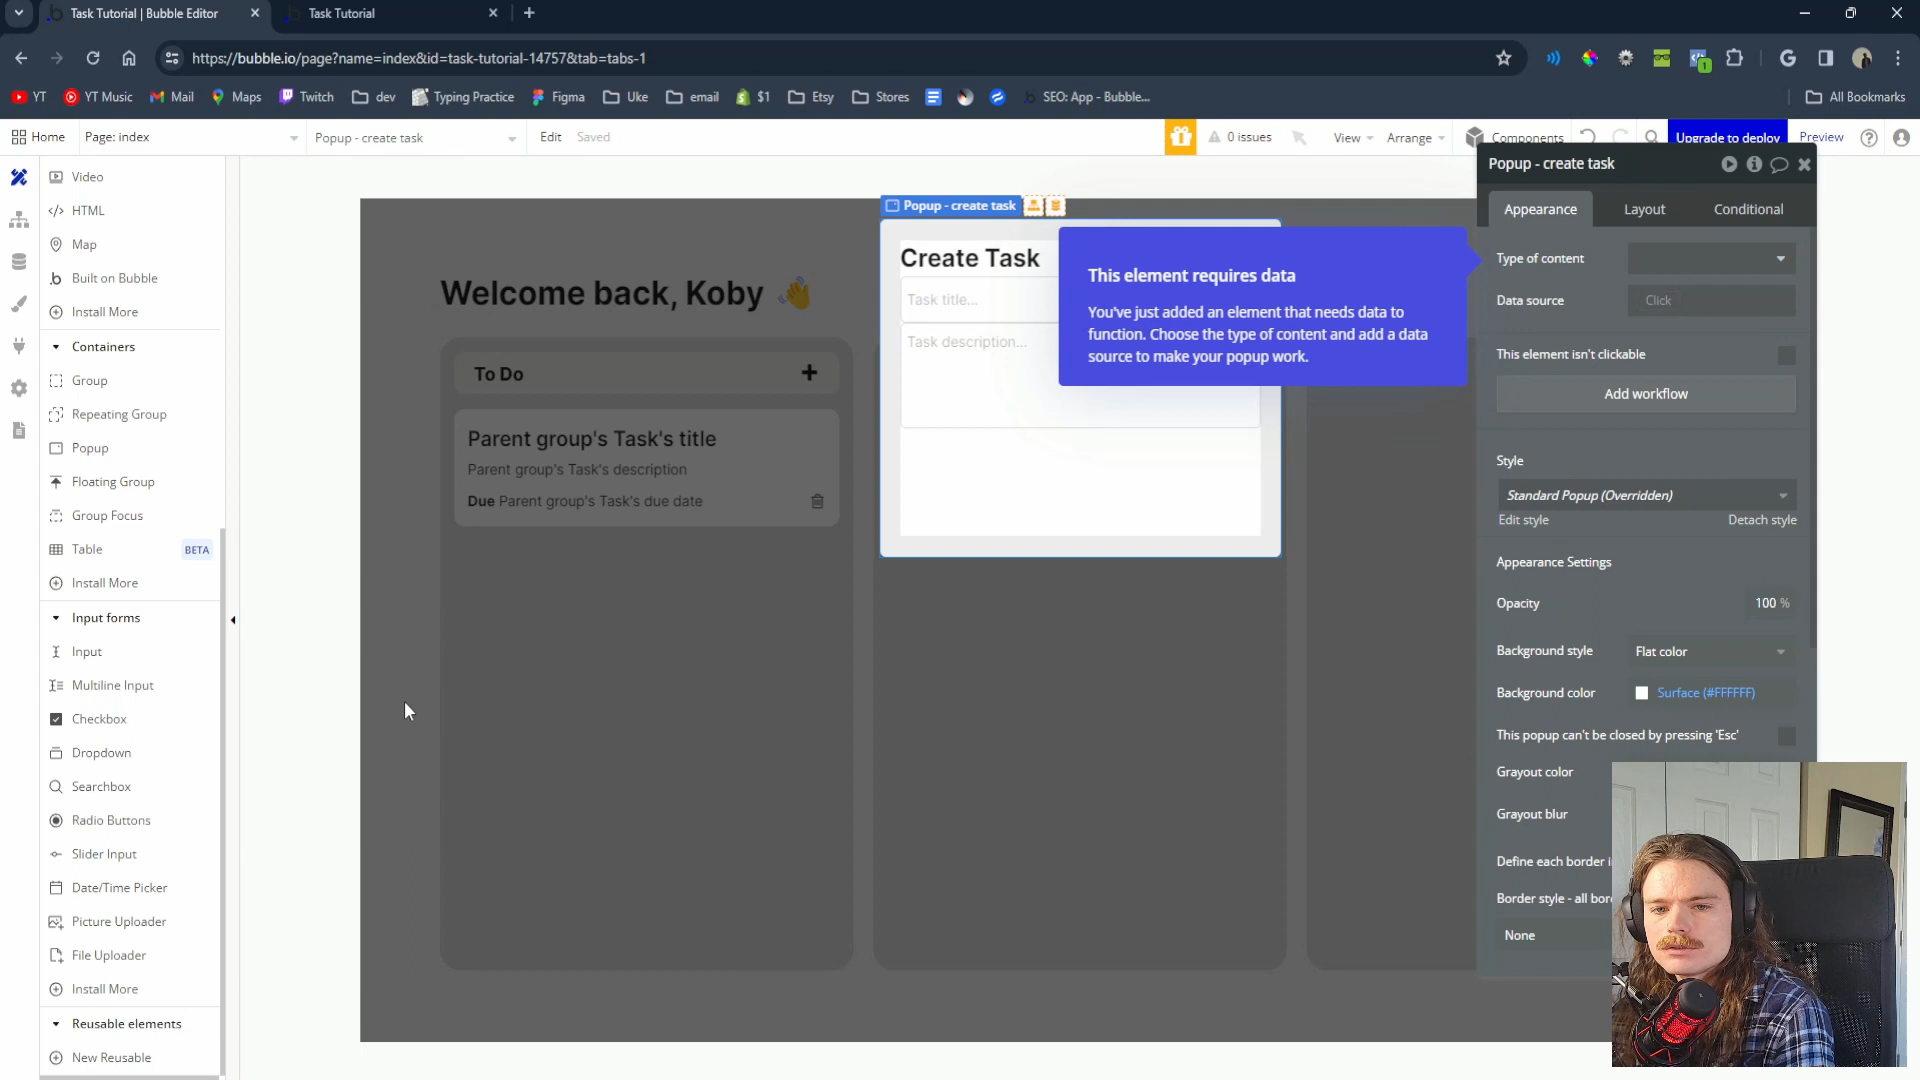 Task Tutorial | Bubble Editor
Task Tutorial
https://bubble.io/page?name=index&id=task-tutorial-14757&tab=tabs-1
1
YT
YT Music
Mail
Maps
Twitch
dev
Typing Practice
Figma
Uke
email
$1
Etsy
Stores
SEO: App - Bubble...
All Bookmarks
Home
Page: index
Popup - create task
Edit
Saved
0 issues
View
Arrange
Components
Upgrade to deploy
Preview
Video
HTML
Map
Built on Bubble
Install More
Containers
Group
Repeating Group
Popup
Floating Group
Group Focus
Table
BETA
Install More
Input forms
Input
Multiline Input
Checkbox
Dropdown
Searchbox
Radio Buttons
Slider Input
Date/Time Picker
Picture Uploader
File Uploader
Install More
Reusable elements
New Reusable
Welcome back, Koby 👋
To Do
Parent group's Task's title
Parent group's Task's description
Due Parent group's Task's due date
Popup - create task
Create Task
Task title...
Task description...
This element requires data
You've just added an element that needs data to
function. Choose the type of content and add a data
source to make your popup work.
Popup - create task
Appearance
Layout
Conditional
Type of content
Data source
Click
This element isn't clickable
Add workflow
Style
Standard Popup (Overridden)
Edit style
Detach style
Appearance Settings
Opacity
100 %
Background style
Flat color
Background color
Surface (#FFFFFF)
This popup can't be closed by pressing 'Esc'
Grayout color
Grayout blur
Define each border i
Border style - all bor
None